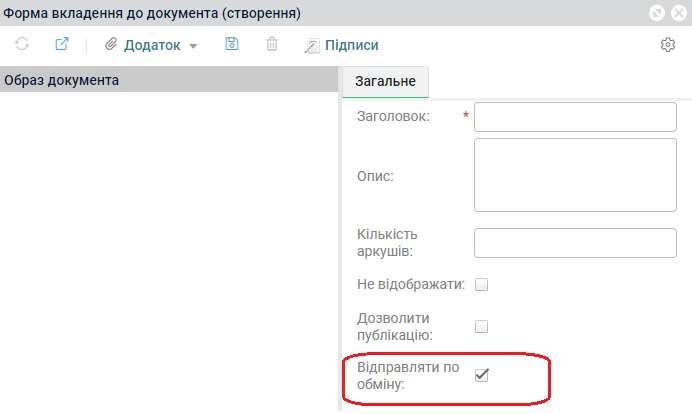 Форма вкладення до документа (створення)
Додаток
Підписи
Образ документа
Загальне
Заголовок: *
Опис:
Кількість
аркушів:
Не відображати:
Дозволити
публікацію:
Відправляти по
обміну: